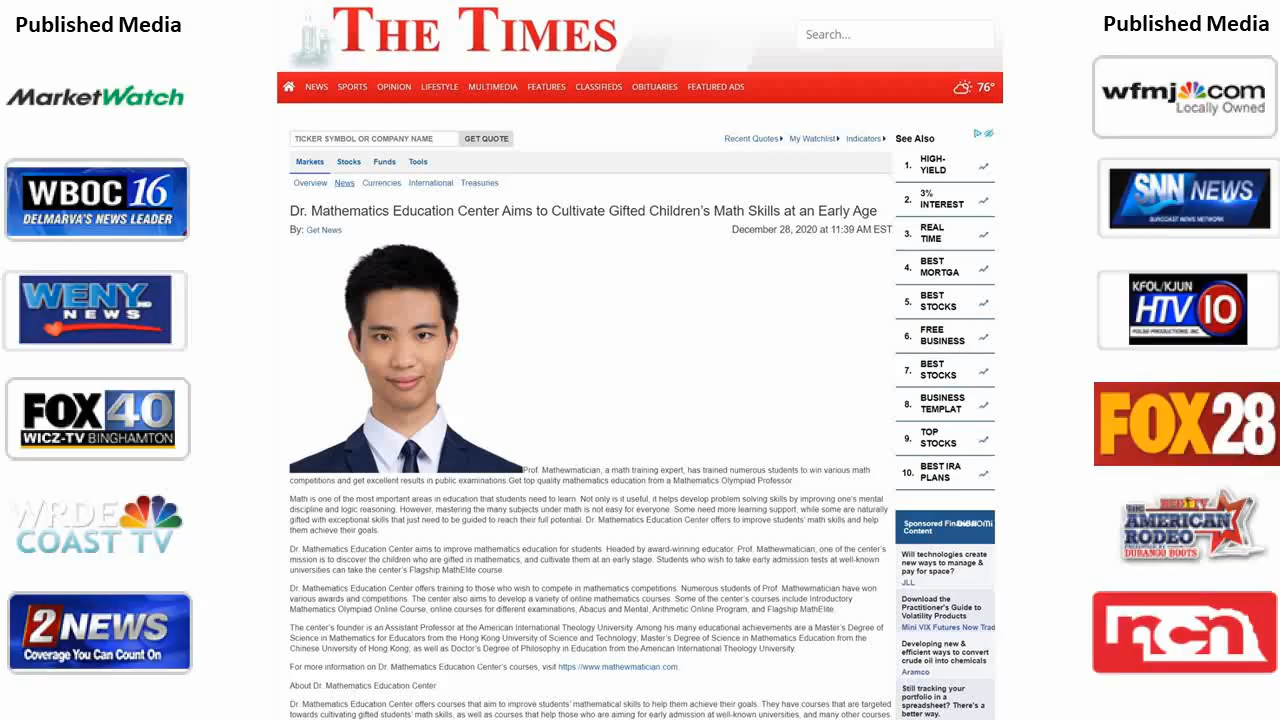 Published Media
MarketWatch
WBOC 16
DELMARVA'S NEWS LEADER
WENY
NEWS
FOX 40
WICZ-TV BINGHAMTON
WRDE
COAST TV
2 NEWS
Coverage You Can Count On
THE TIMES
Search...
NEWS SPORTS OPINION LIFESTYLE MULTIMEDIA FEATURES CLASSIFIEDS OBITUARIES FEATURED ADS
76°
TICKER SYMBOL OR COMPANY NAME GET QUOTE
Recent Quotes My Watchlist Indicators
Markets Stocks Funds Tools
Overview News Currencies International Treasuries
Dr. Mathematics Education Center Aims to Cultivate Gifted Children's Math Skills at an Early Age
By: Get News
December 28, 2020 at 11:39 AM EST
Prof. Mathewmatician, a math training expert, has trained numerous students to win various math
competitions and get excellent results in public examinations.Get top quality mathematics education from a Mathematics Olympiad Professor
Math is one of the most important areas in education that students need to learn. Not only is it useful, it helps develop problem solving skills by improving one's mental
discipline and logic reasoning. However, mastering the many subjects under math is not easy for everyone. Some need more learning support, while some are naturally
gifted with exceptional skills that just need to be guided to reach their full potential. Dr. Mathematics Education Center offers to improve students' math skills and help
them achieve their goals.
Dr. Mathematics Education Center aims to improve mathematics education for students. Headed by award-winning educator, Prof. Mathewmatician, one of the center's
mission is to discover the children who are gifted in mathematics, and cultivate them at an early stage. Students who wish to take early admission tests at well-known
universities can take the center's Flagship MathElite course.
Dr. Mathematics Education Center offers training to those who wish to compete in mathematics competitions. Numerous students of Prof. Mathewmatician have won
various awards and competitions. The center also aims to develop a variety of online mathematics courses. Some of the center's courses include Introductory
Mathematics Olympiad Online Course, online courses for different examinations, Abacus and Mental, Arithmetic Online Program, and Flagship MathElite.
The center's founder is an Assistant Professor at the American International Theology University. Among his many educational achievements are a Master's Degree of
Science in Mathematics for Educators from the Hong Kong University of Science and Technology, Master's Degree of Science in Mathematics Education from the
Chinese University of Hong Kong, as well as Doctor's Degree of Philosophy in Education from the American International Theology University.
For more information on Dr. Mathematics Education Center's courses, visit https://www.mathewmatician.com.
About Dr. Mathematics Education Center
Dr. Mathematics Education Center offers courses that aim to improve students' mathematical skills to help them achieve their goals. They have courses that are targeted
towards cultivating gifted students' math skills, as well as courses that help those who are aiming for early admission at well-known universities, and many other courses.
See Also
1. HIGH-
YIELD
2. 3%
INTEREST
3. REAL
TIME
4. BEST
MORTGA
5. BEST
STOCKS
6. FREE
BUSINESS
7. BEST
STOCKS
8. BUSINESS
TEMPLAT
9. TOP
STOCKS
10. BEST IRA
PLANS
Sponsored Financial
Content
Will technologies create
new ways to manage &
pay for space?
JLL
Download the
Practitioner's Guide to
Volatility Products
Mini VIX Futures Now Trad
Developing new &
efficient ways to convert
crude oil into chemicals
Aramco
Still tracking your
portfolio in a
spreadsheet? There's a
better way.
Published Media
wfmj.com
Locally Owned
SNN NEWS
SUNCOAST NEWS NETWORK
KFOL/KJUN
HTV 10
FOX28
THE
AMERICAN
RODEO
DURANGO BOOTS
ncn